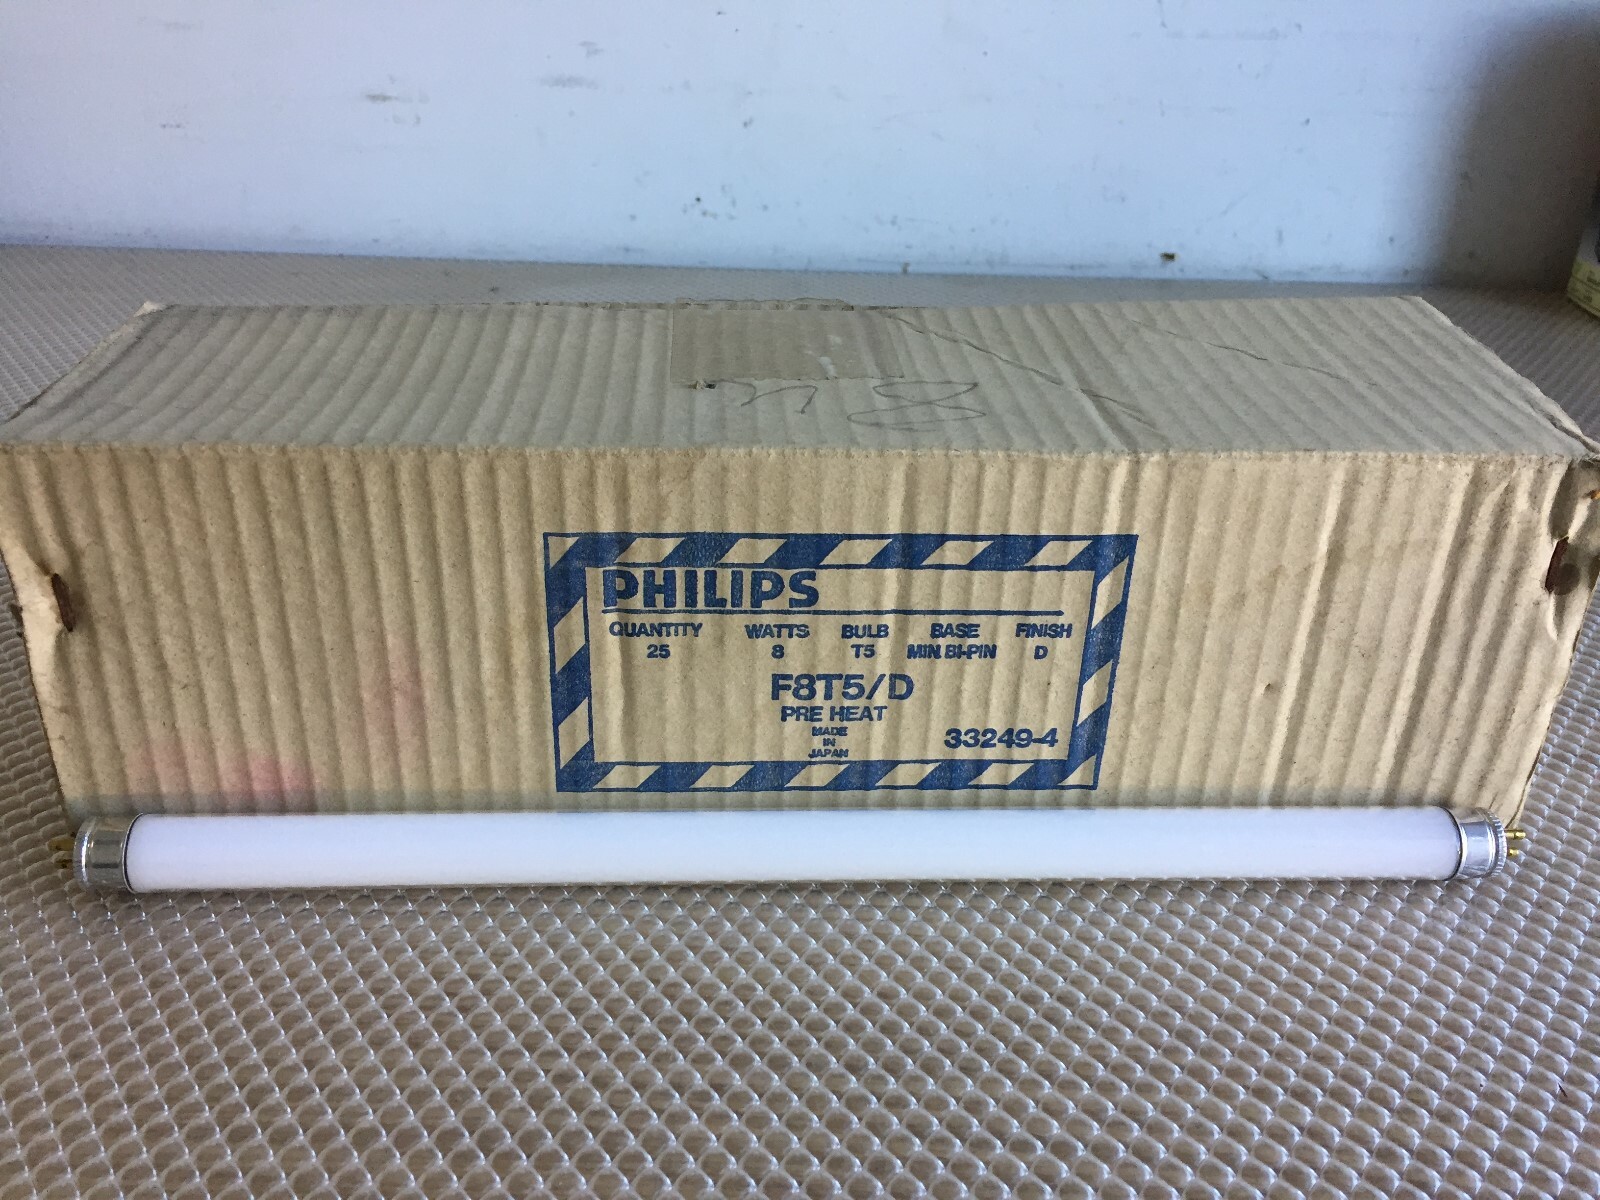 PHILIPS
QUANTITY WATTS BULB BASE FINISH
25 8 T5 MIN. BI-PIN D
F8T5/D
PRE HEAT
MADE
IN
JAPAN
33249-4